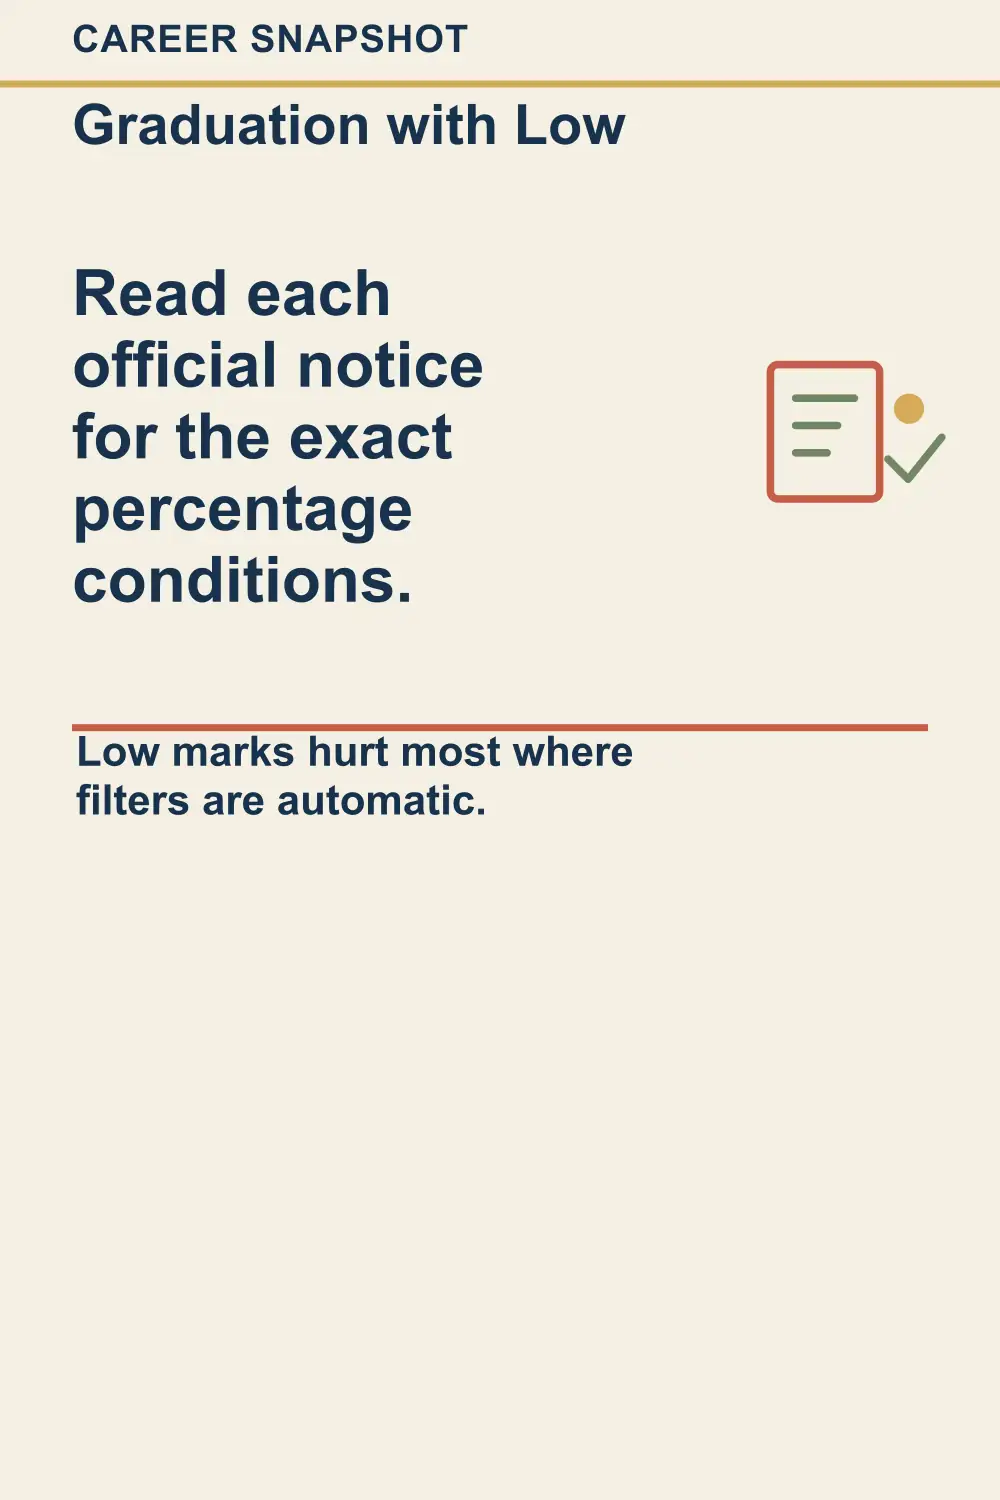 CAREER SNAPSHOT
Graduation with Low
Read each
official notice
for the exact
percentage
conditions.
Low marks hurt most where
filters are automatic.